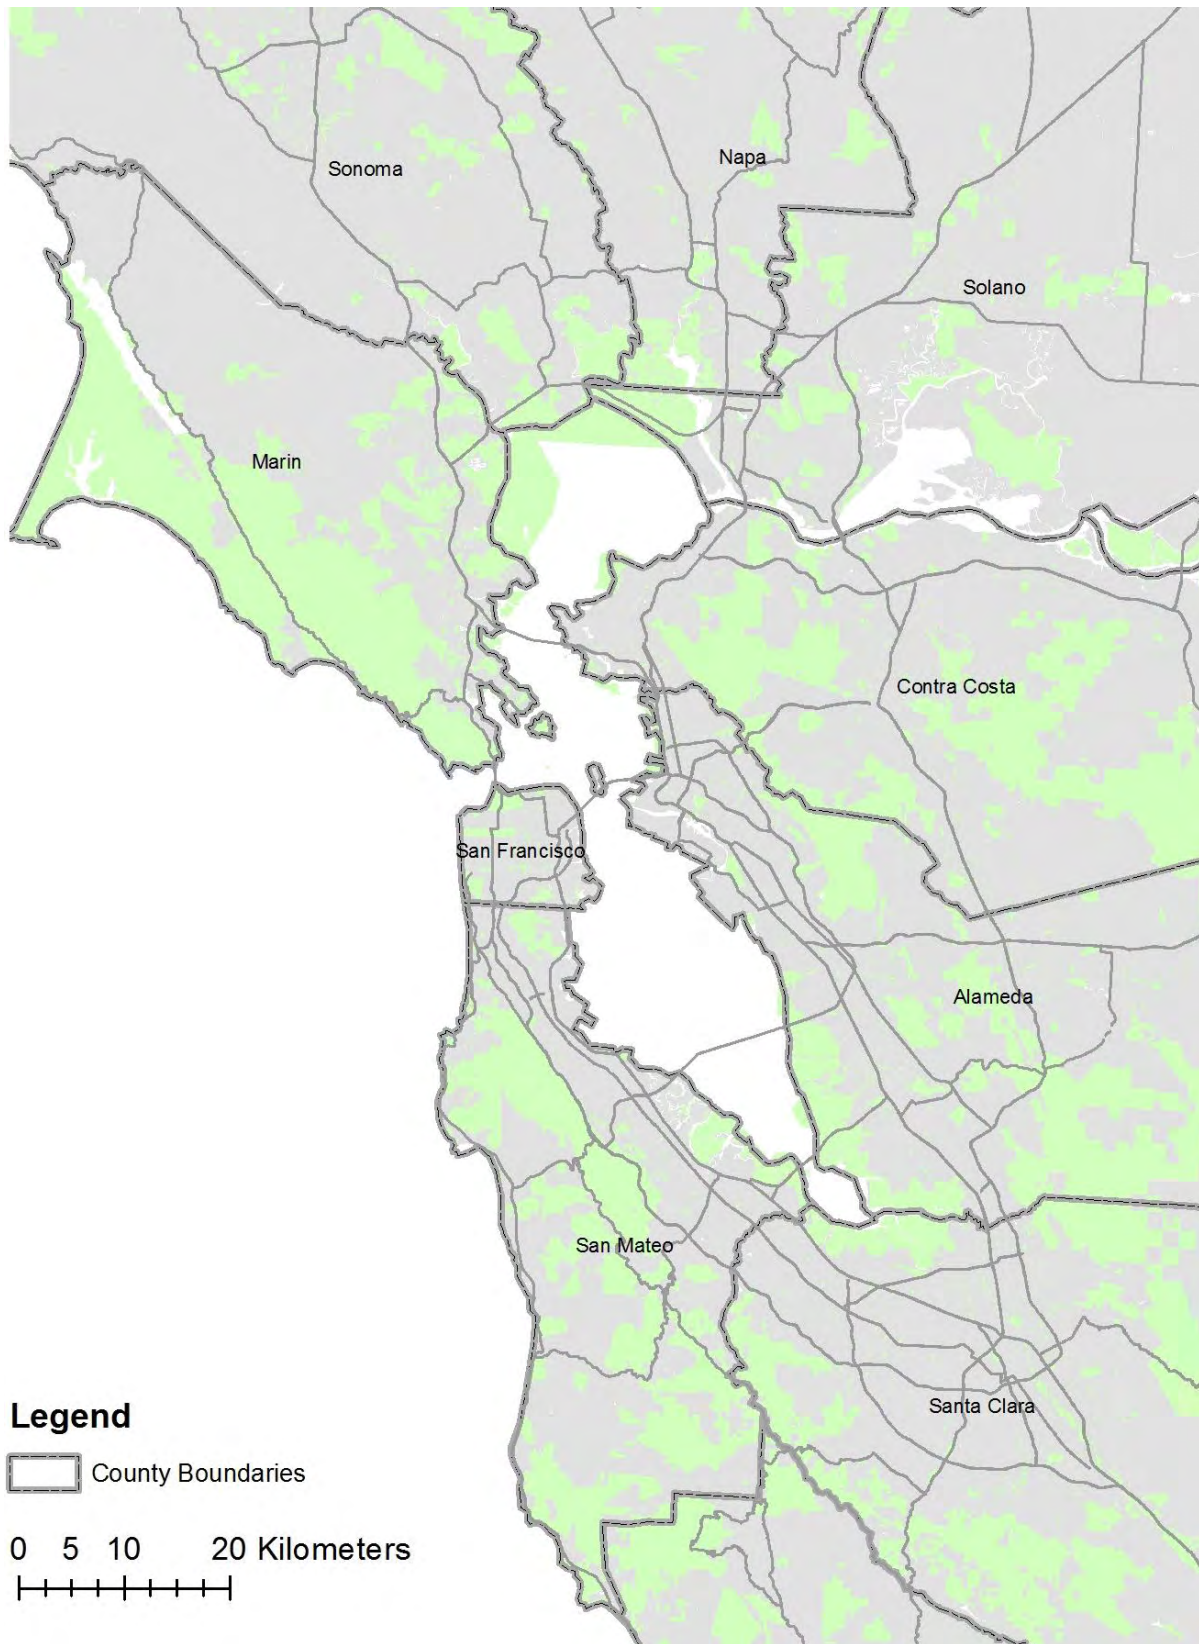 Napa
Sonoma
Solano
Marin
Contra Costa
San Francisco
Alameda
San Mateo
Santa Clara
Legend
County Boundaries
0 5 10 20 Kilometers